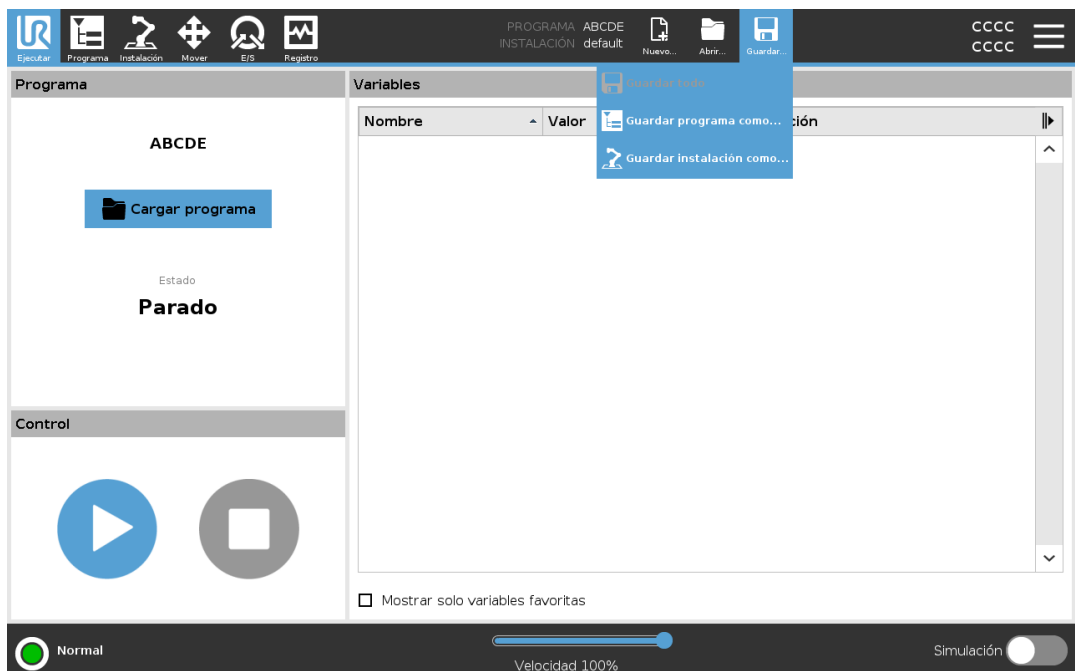 PROGRAMA ABCDE
INSTALACIÓN default
CCCC
CCCC
Ejecutar Programa Instalación Mover E/S Registro
Nuevo... Abrir... Guardar...
Programa
Variables
Guardar todo
Guardar programa como...
Guardar instalación como...
Nombre Valor ión
ABCDE
Cargar programa
Estado
Parado
Control
Mostrar solo variables favoritas
Normal
Velocidad 100%
Simulación